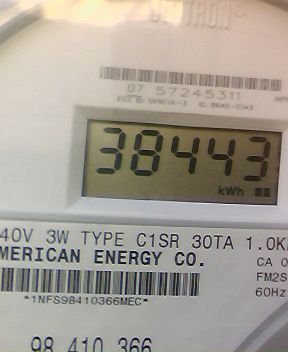 07 57245311
38443
kWh
40V 3W TYPE C1SR 30TA 1.0K
MERICAN ENERGY CO.
CA 0
FM2S
60Hz
*1NFS98410366MEC*
98 410 366